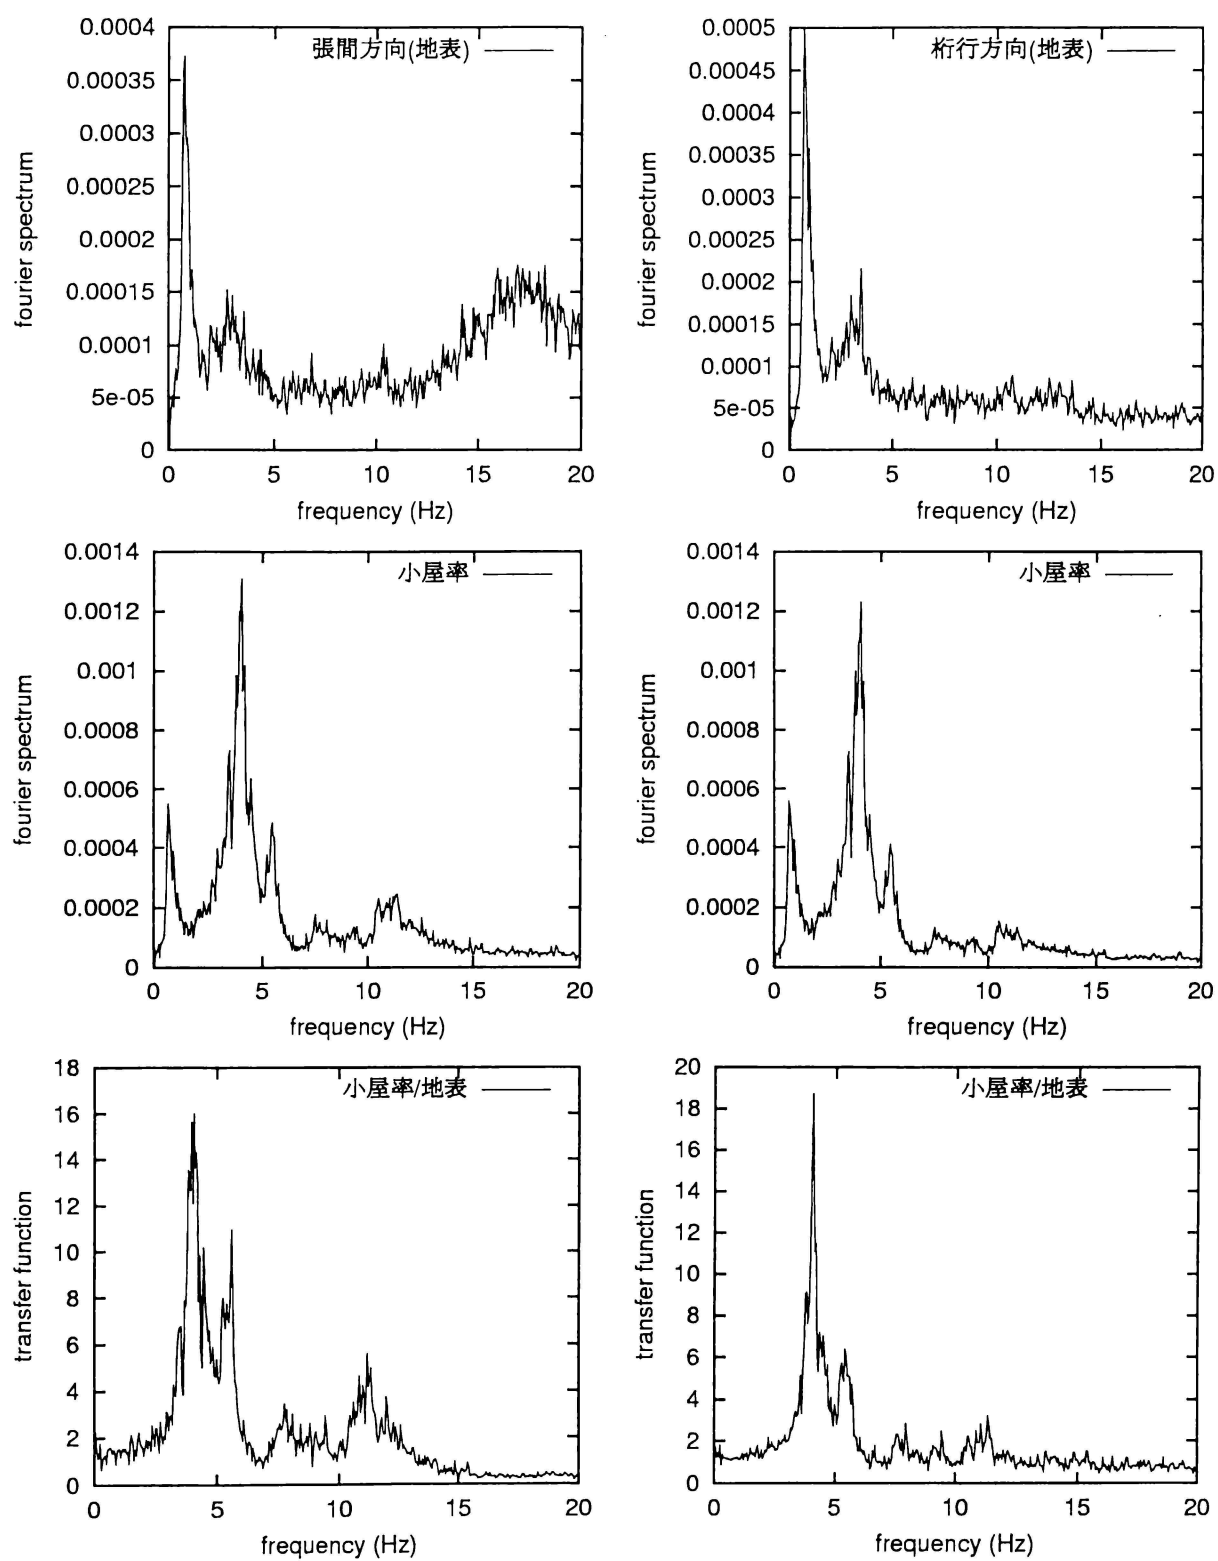 0.0004
張間方向(地表)
0.00035
0.0003
0.00025
0.0002
0.00015
0.0001
5e-05
0
fourier spectrum
0 5 10 15 20
frequency (Hz)
0.0005
桁行方向(地表)
0.00045
0.0004
0.00035
0.0003
0.00025
0.0002
0.00015
0.0001
5e-05
0
fourier spectrum
0 5 10 15 20
frequency (Hz)
0.0014
小屋率
0.0012
0.001
0.0008
0.0006
0.0004
0.0002
0
fourier spectrum
0 5 10 15 20
frequency (Hz)
0.0014
小屋率
0.0012
0.001
0.0008
0.0006
0.0004
0.0002
0
fourier spectrum
0 5 10 15 20
frequency (Hz)
18
小屋率/地表
16
14
12
10
8
6
4
2
0
transfer function
0 5 10 15 20
frequency (Hz)
20
小屋率/地表
18
16
14
12
10
8
6
4
2
0
transfer function
0 5 10 15 20
frequency (Hz)